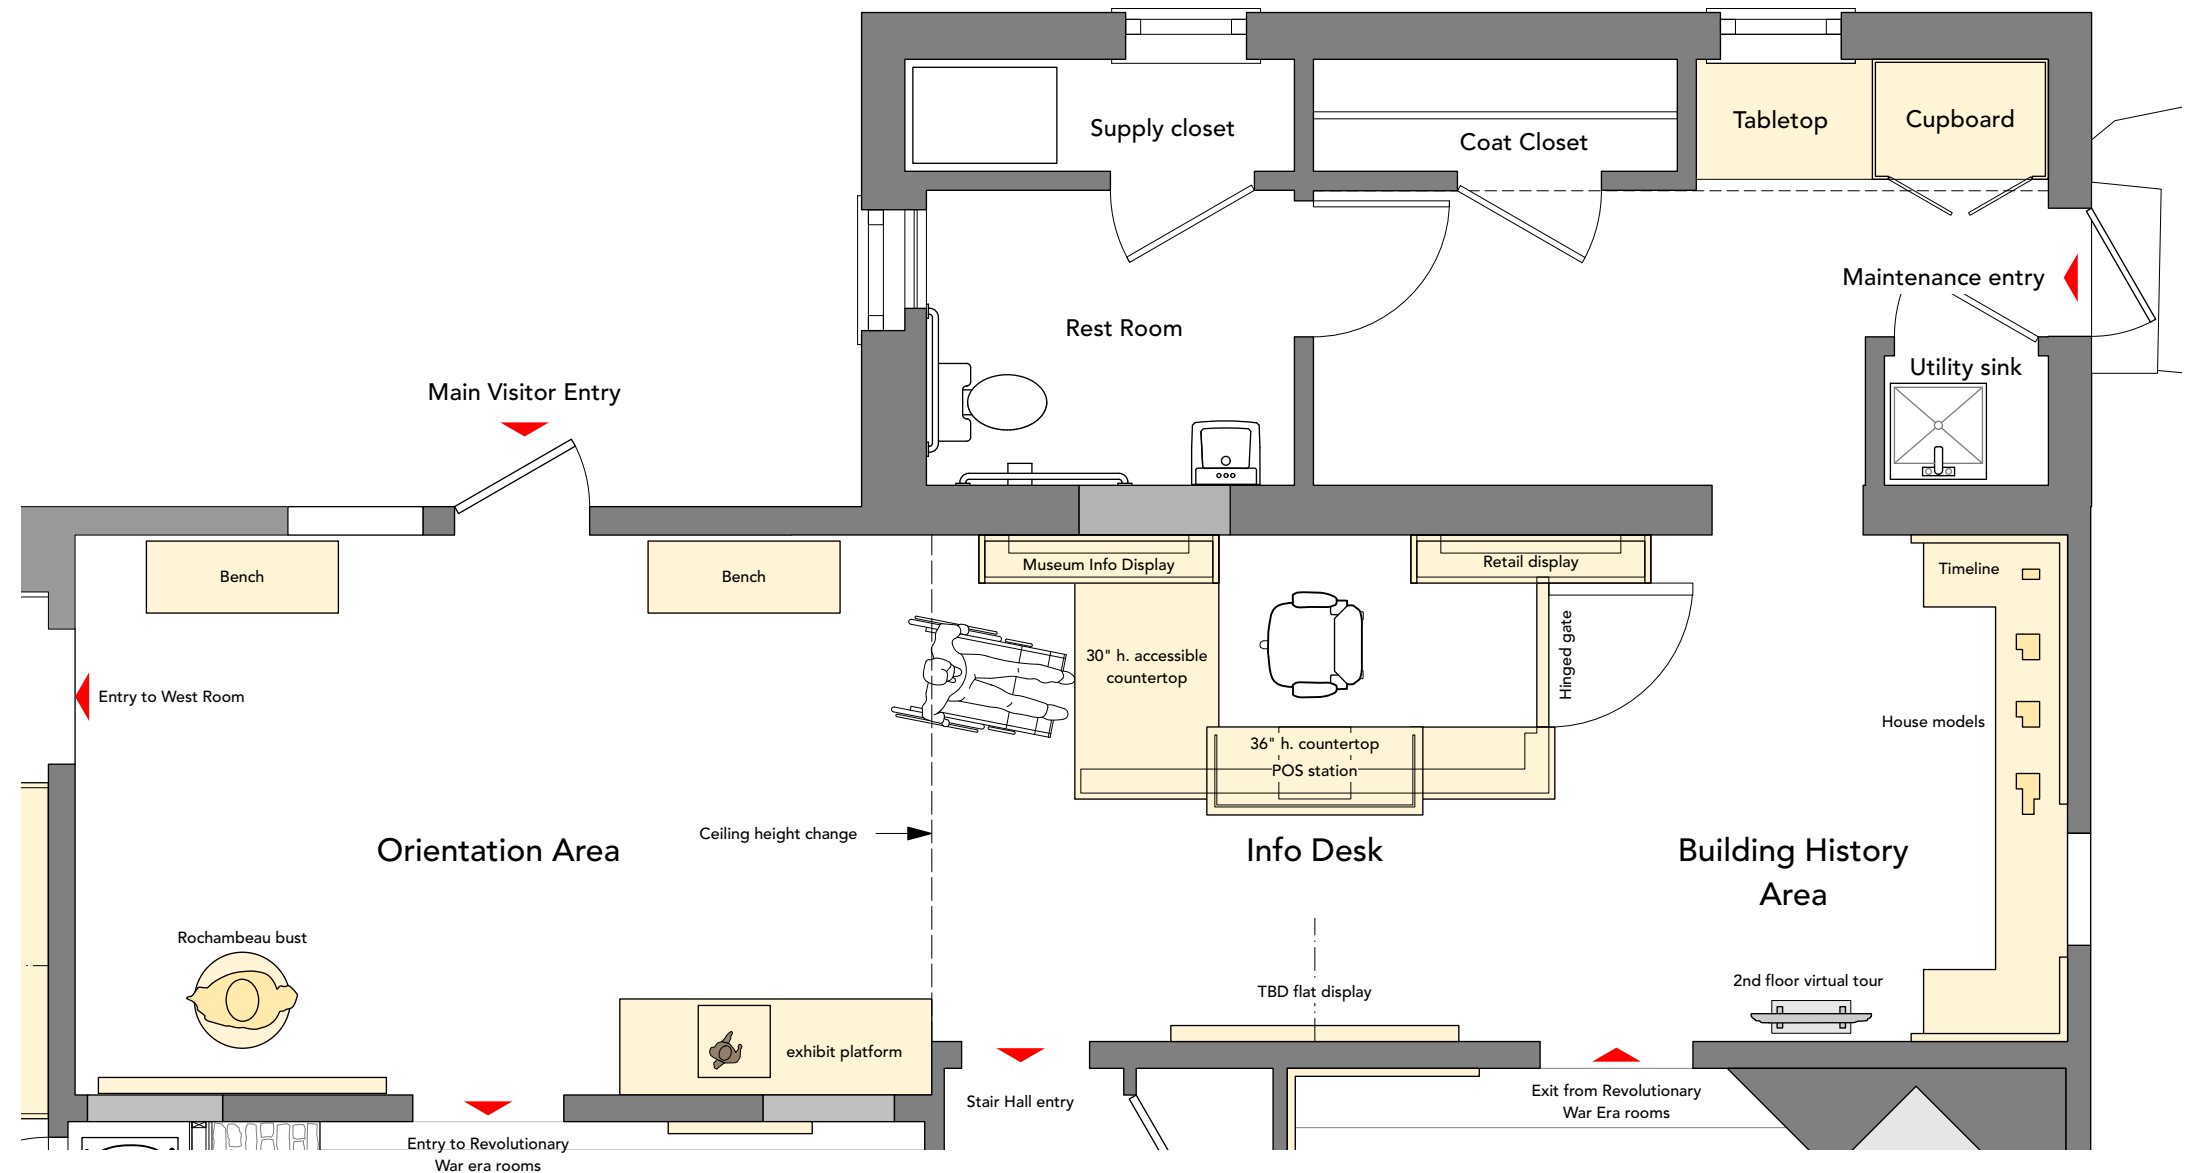 Supply closet
Coat Closet
Tabletop
Cupboard
Maintenance entry
Rest Room
Utility sink
Main Visitor Entry
Bench
Bench
Museum Info Display
Retail display
Timeline
30" h. accessible
countertop
Hinged gate
Entry to West Room
House models
36" h. countertop
POS station
Ceiling height change
Orientation Area
Info Desk
Building History
Area
Rochambeau bust
TBD flat display
2nd floor virtual tour
exhibit platform
Stair Hall entry
Exit from Revolutionary
War Era rooms
Entry to Revolutionary
War era rooms